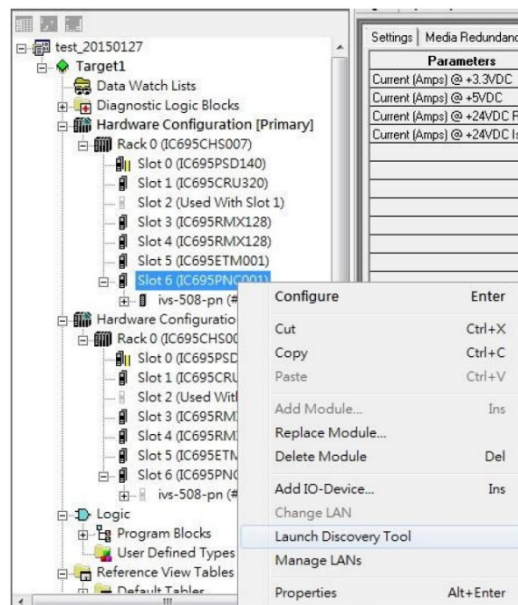 test_20150127
Target1
Data Watch Lists
Diagnostic Logic Blocks
Hardware Configuration [Primary]
Rack 0 (IC695CHS007)
Slot 0 (IC695PSD140)
Slot 1 (IC695CRU320)
Slot 2 (Used With Slot 1)
Slot 3 (IC695RMX128)
Slot 4 (IC695RMX128)
Slot 5 (IC695ETM001)
Slot 6 (IC695PNC001)
ivs-508-pn (#
Hardware Configuratio
Rack 0 (IC695CHS00
Slot 0 (IC695PSD
Slot 1 (IC695CRU
Slot 2 (Used Wit
Slot 3 (IC695RM
Slot 4 (IC695RM
Slot 5 (IC695ETN
Slot 6 (IC695PNC
ivs-508-pn (#
Logic
Program Blocks
User Defined Types
Reference View Tables
Default Tables
Settings Media Redundanc
Parameters
Current (Amps) @ +3.3VDC
Current (Amps) @ +5VDC
Current (Amps) @ +24VDC F
Current (Amps) @ +24VDC Is
Configure Enter
Cut Ctrl+X
Copy Ctrl+C
Paste Ctrl+V
Add Module... Ins
Replace Module...
Delete Module Del
Add IO-Device... Ins
Change LAN
Launch Discovery Tool
Manage LANs
Properties Alt+Enter